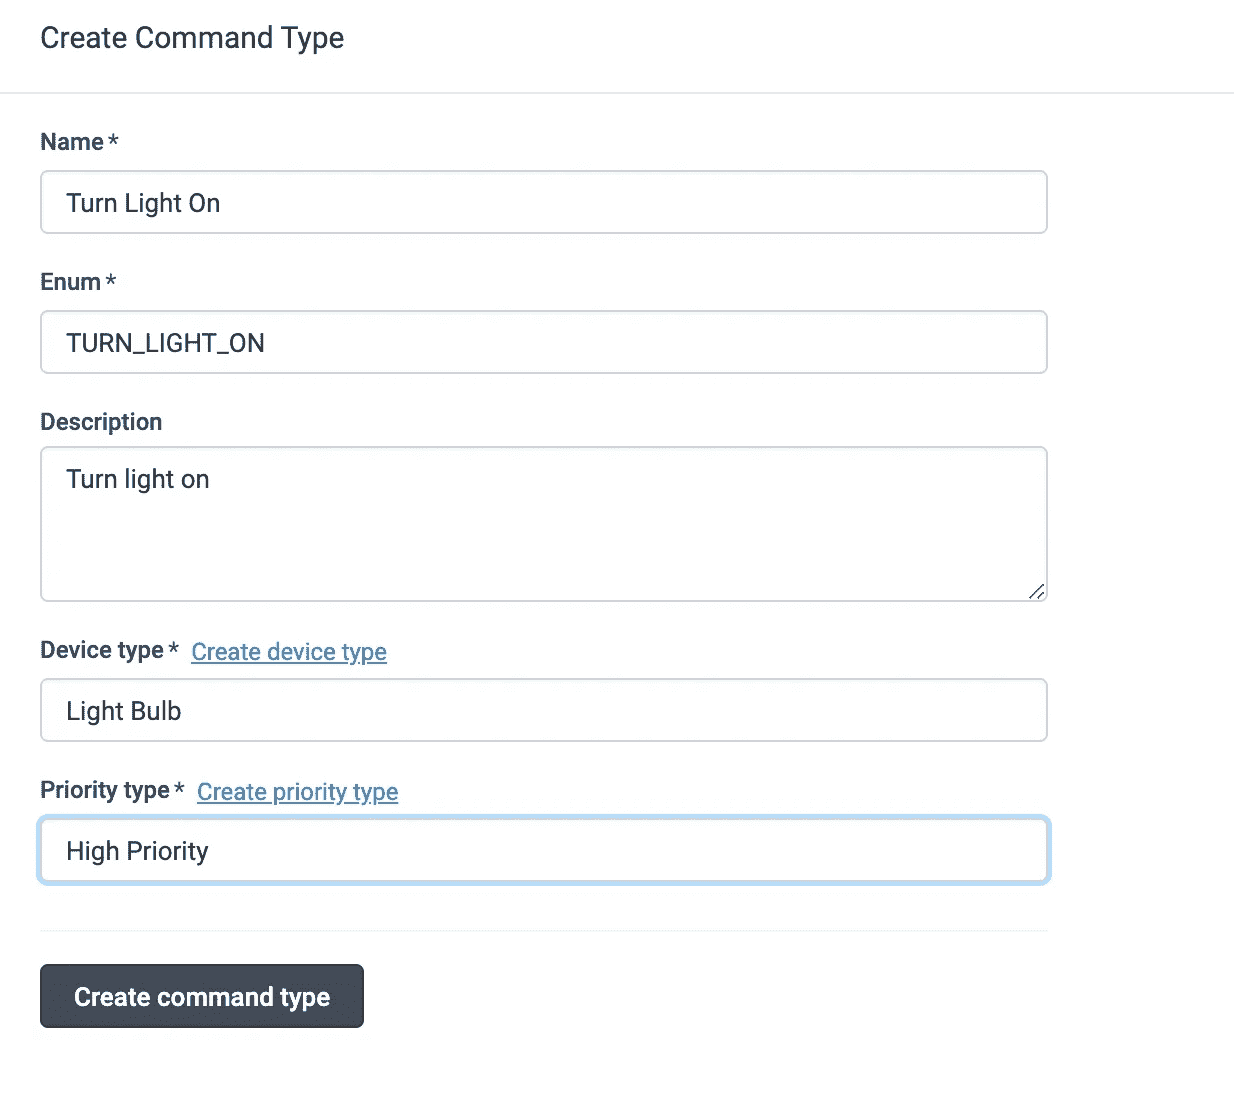 Create Command Type
Name *
Turn Light On
Enum *
TURN_LIGHT_ON
Description
Turn light on
Device type * Create device type
Light Bulb
Priority type * Create priority type
High Priority
Create command type